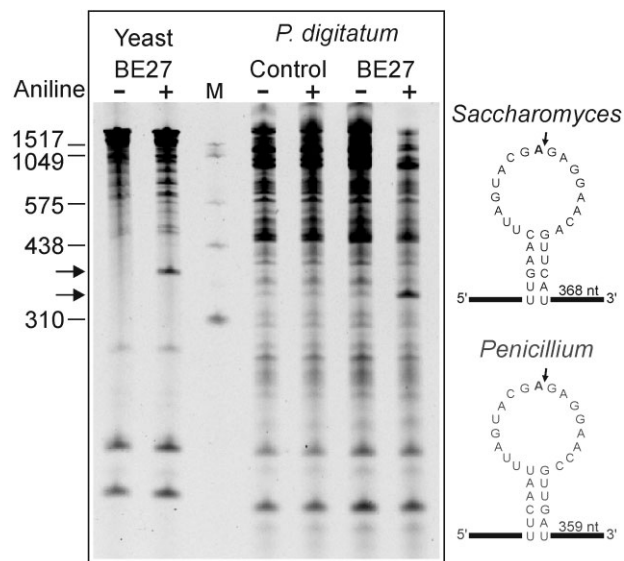 Yeast
BE27
P. digitatum
Control
BE27
Aniline
- + M - + - +
1517
1049
575
438
310
Saccharomyces
C G A G A
A G
U G
G A
A A
U C
U C G A
A U
A U
G C
U A
U U
368 nt
5' 3'
Penicillium
C G A G A
A G
U G
G A
A A
U C
U U G C
A U
A U
C G
U A
U U
359 nt
5' 3'